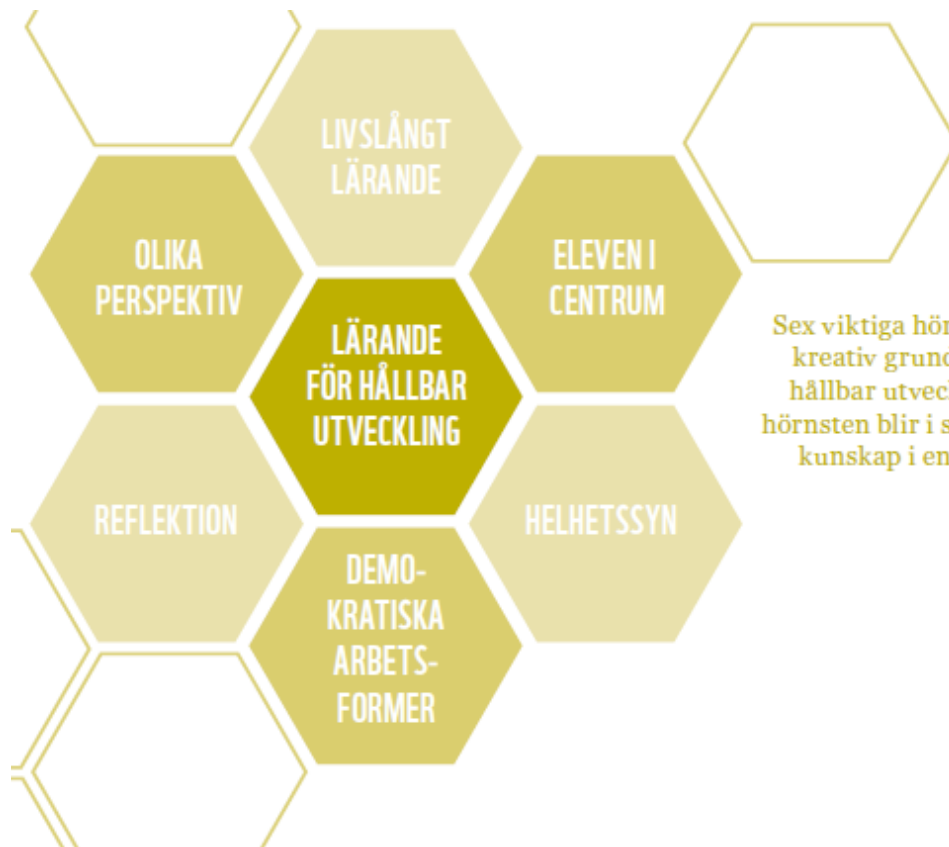 LIVSLÅNGT
LÄRANDE
OLIKA
PERSPEKTIV
ELEVEN I
CENTRUM
LÄRANDE
FÖR HÅLLBAR
UTVECKLING
REFLEKTION
HELHETSSYN
DEMO-
KRATISKA
ARBETS-
FORMER
Sex viktiga
kreativ
hållbar
hörnsten blir i
kunskap i en